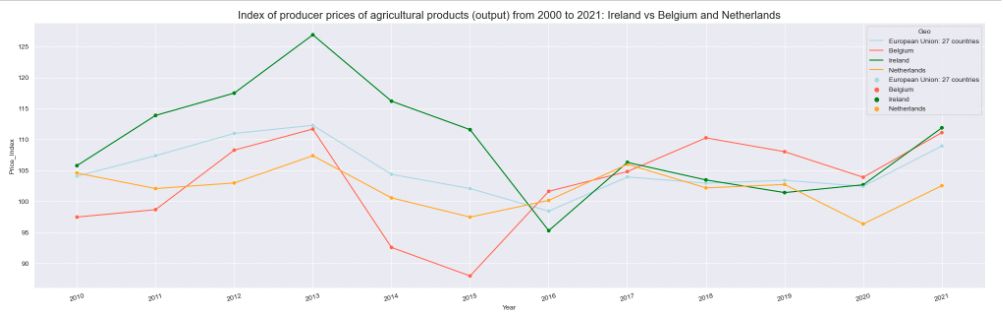 Index of producer prices of agricultural products (output) from 2000 to 2021: Ireland vs Belgium and Netherlands
Geo
European Union: 27 countries
Belgium
Ireland
Netherlands
European Union: 27 countries
Belgium
Ireland
Netherlands
Price_index
125
120
115
110
105
100
95
90
2010
2011
2012
2013
2014
2015
2016
2017
2018
2019
2020
2021
Year